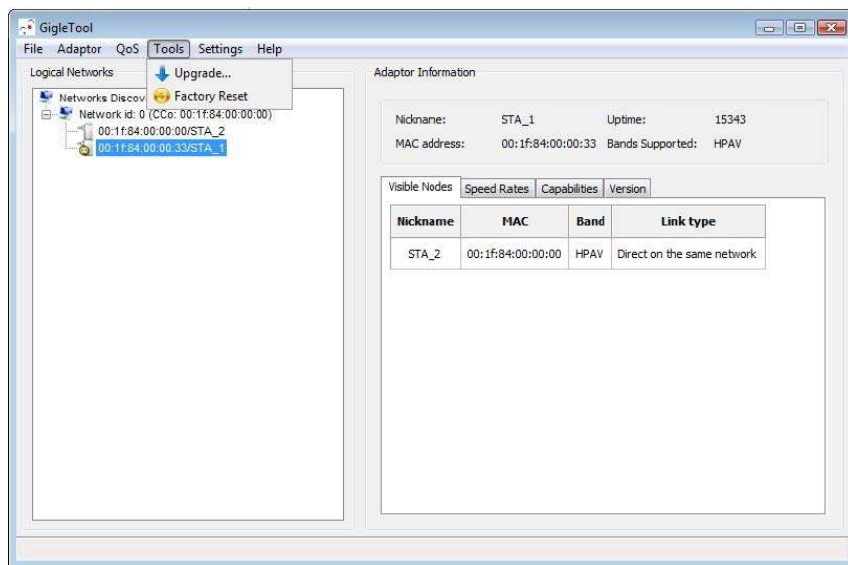 GigleTool
File Adaptor QoS Tools Settings Help
Logical Networks
Upgrade...
Factory Reset
Networks Discov
Network id: 0 (CCo: 00:1f:84:00:00:00)
00:1f:84:00:00:00/STA_2
00:1f:84:00:00:33/STA_1
Adaptor Information
Nickname: STA_1 Uptime: 15343
MAC address: 00:1f:84:00:00:33 Bands Supported: HPAV
Visible Nodes Speed Rates Capabilities Version
Nickname MAC Band Link type
STA_2 00:1f:84:00:00:00 HPAV Direct on the same network